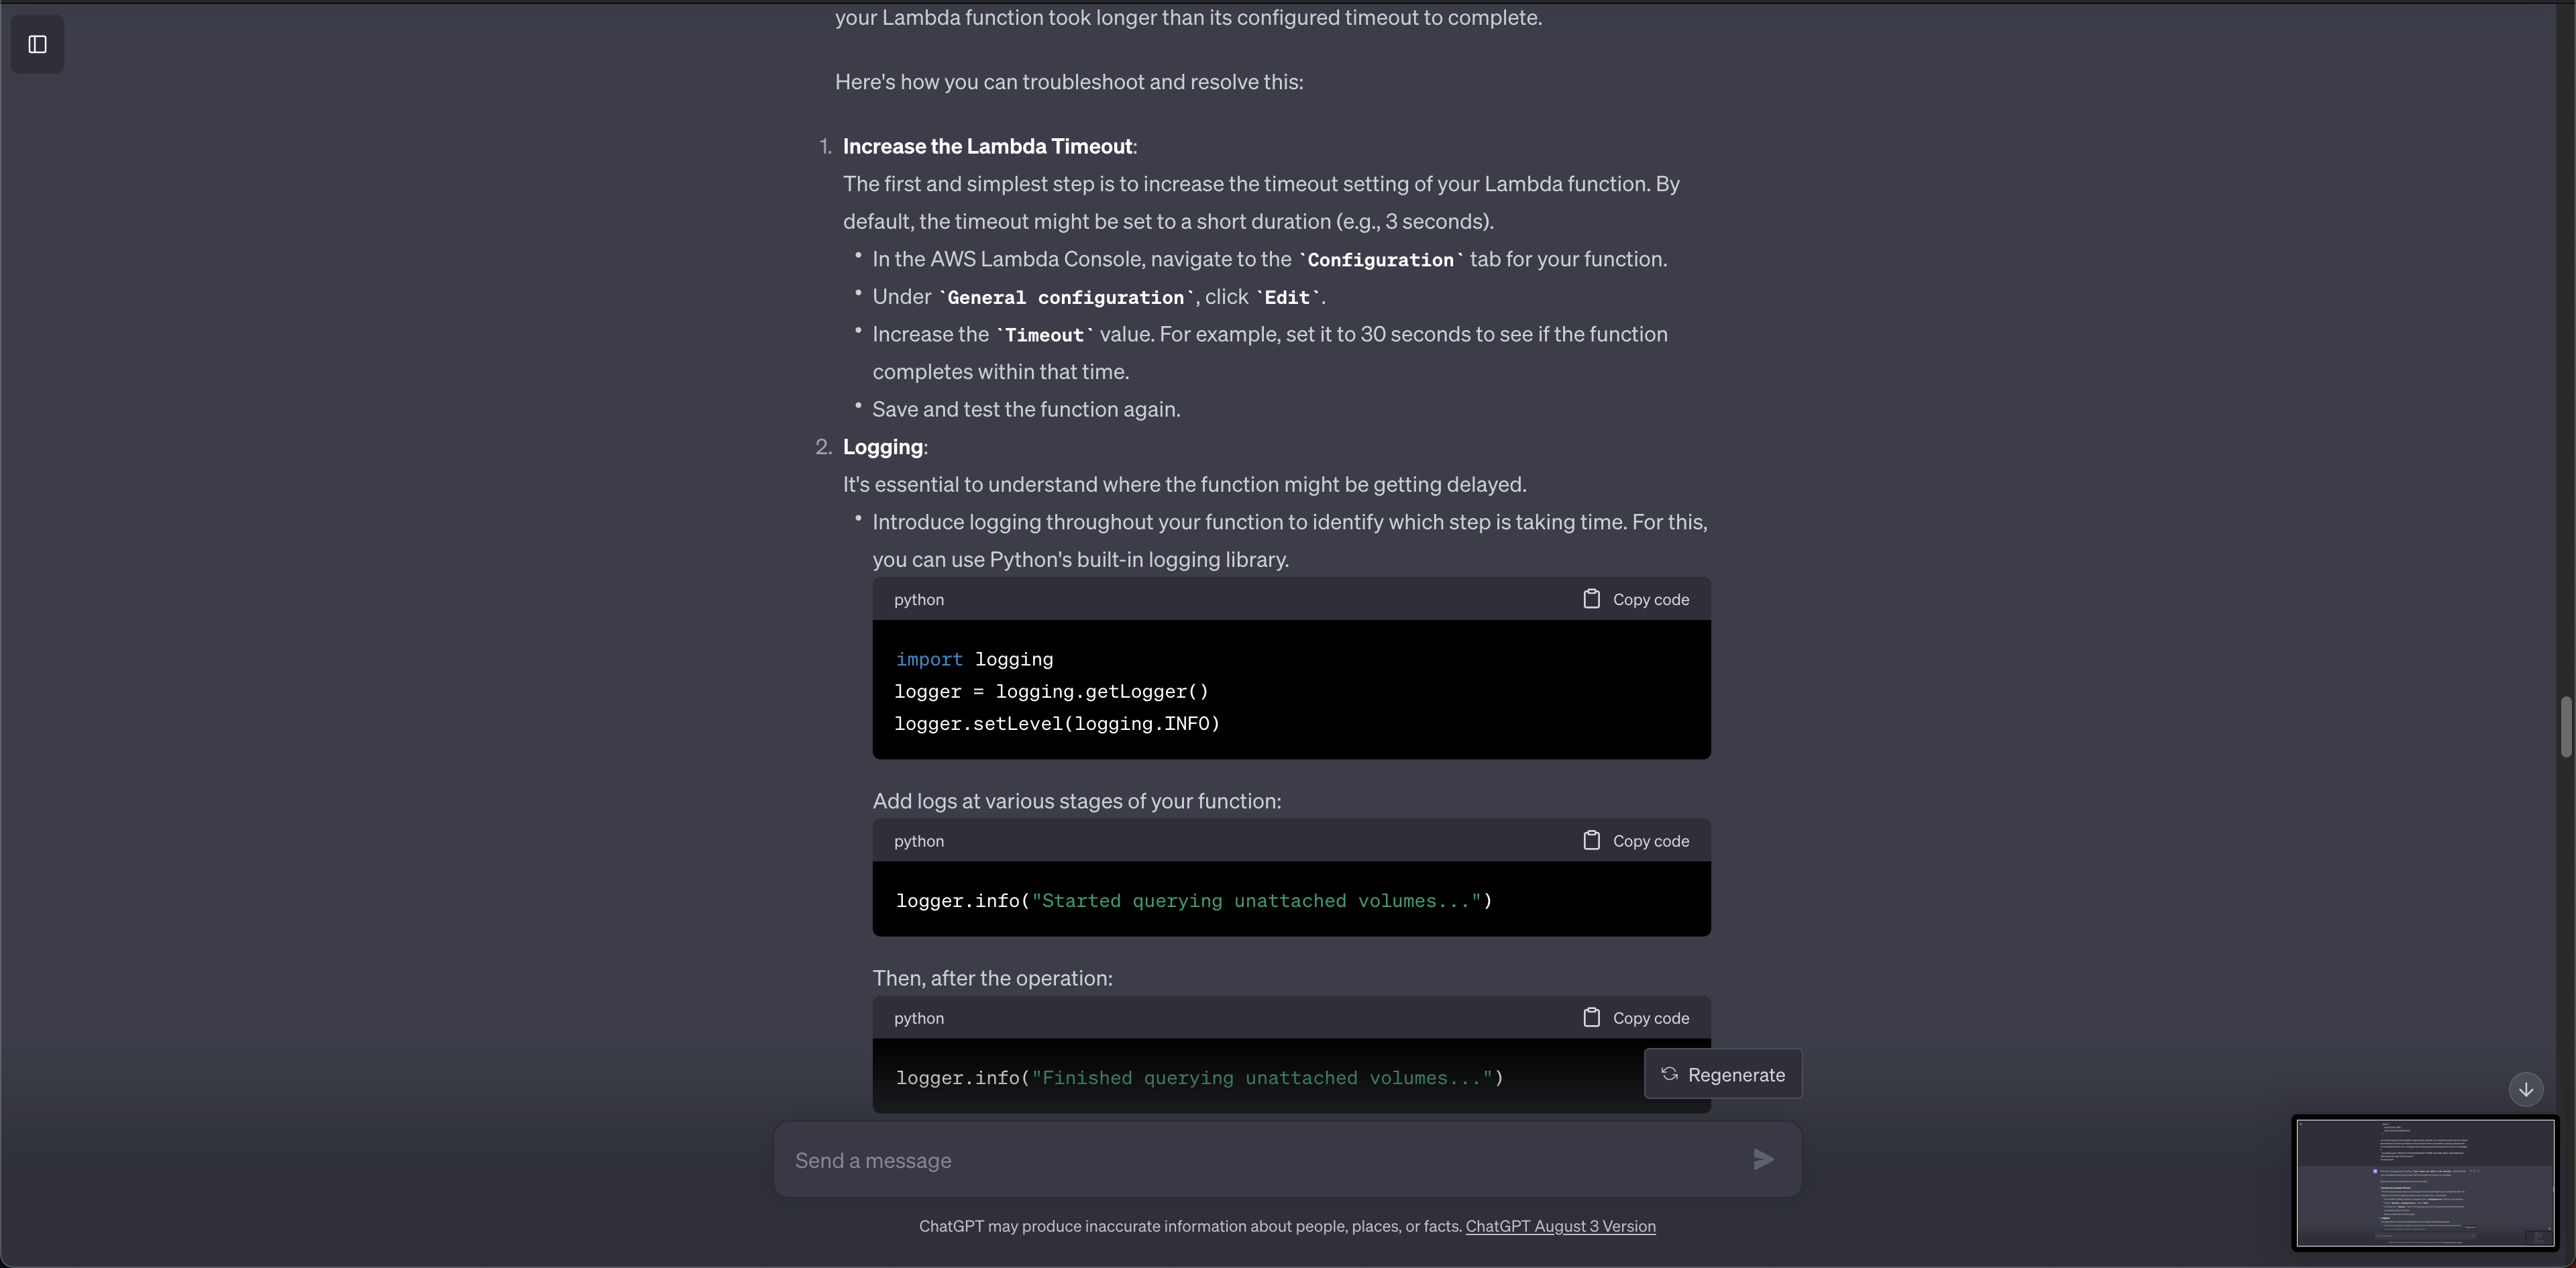 your Lambda function took longer than its configured timeout to complete.
Here's how you can troubleshoot and resolve this:
1. Increase the Lambda Timeout:
The first and simplest step is to increase the timeout setting of your Lambda function. By
default, the timeout might be set to a short duration (e.g., 3 seconds).
• In the AWS Lambda Console, navigate to the `Configuration` tab for your function.
• Under `General configuration`, click `Edit`.
• Increase the `Timeout` value. For example, set it to 30 seconds to see if the function
completes within that time.
• Save and test the function again.
2. Logging:
It's essential to understand where the function might be getting delayed.
• Introduce logging throughout your function to identify which step is taking time. For this,
you can use Python's built-in logging library.
python Copy code
import logging
logger = logging.getLogger()
logger.setLevel(logging.INFO)
Add logs at various stages of your function:
python Copy code
logger.info("Started querying unattached volumes...")
Then, after the operation:
python Copy code
logger.info("Finished querying unattached volumes...")
Regenerate
Send a message
ChatGPT may produce inaccurate information about people, places, or facts. ChatGPT August 3 Version